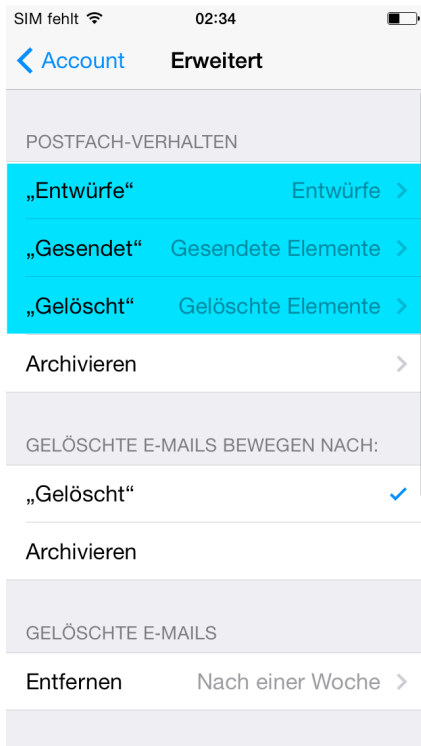 SIM fehlt 02:34
Account Erweitert
POSTFACH-VERHALTEN
„Entwürfe“ Entwürfe
„Gesendet“ Gesendete Elemente
„Gelöscht“ Gelöschte Elemente
Archivieren
GELÖSCHTE E-MAILS BEWEGEN NACH:
„Gelöscht“
Archivieren
GELÖSCHTE E-MAILS
Entfernen Nach einer Woche